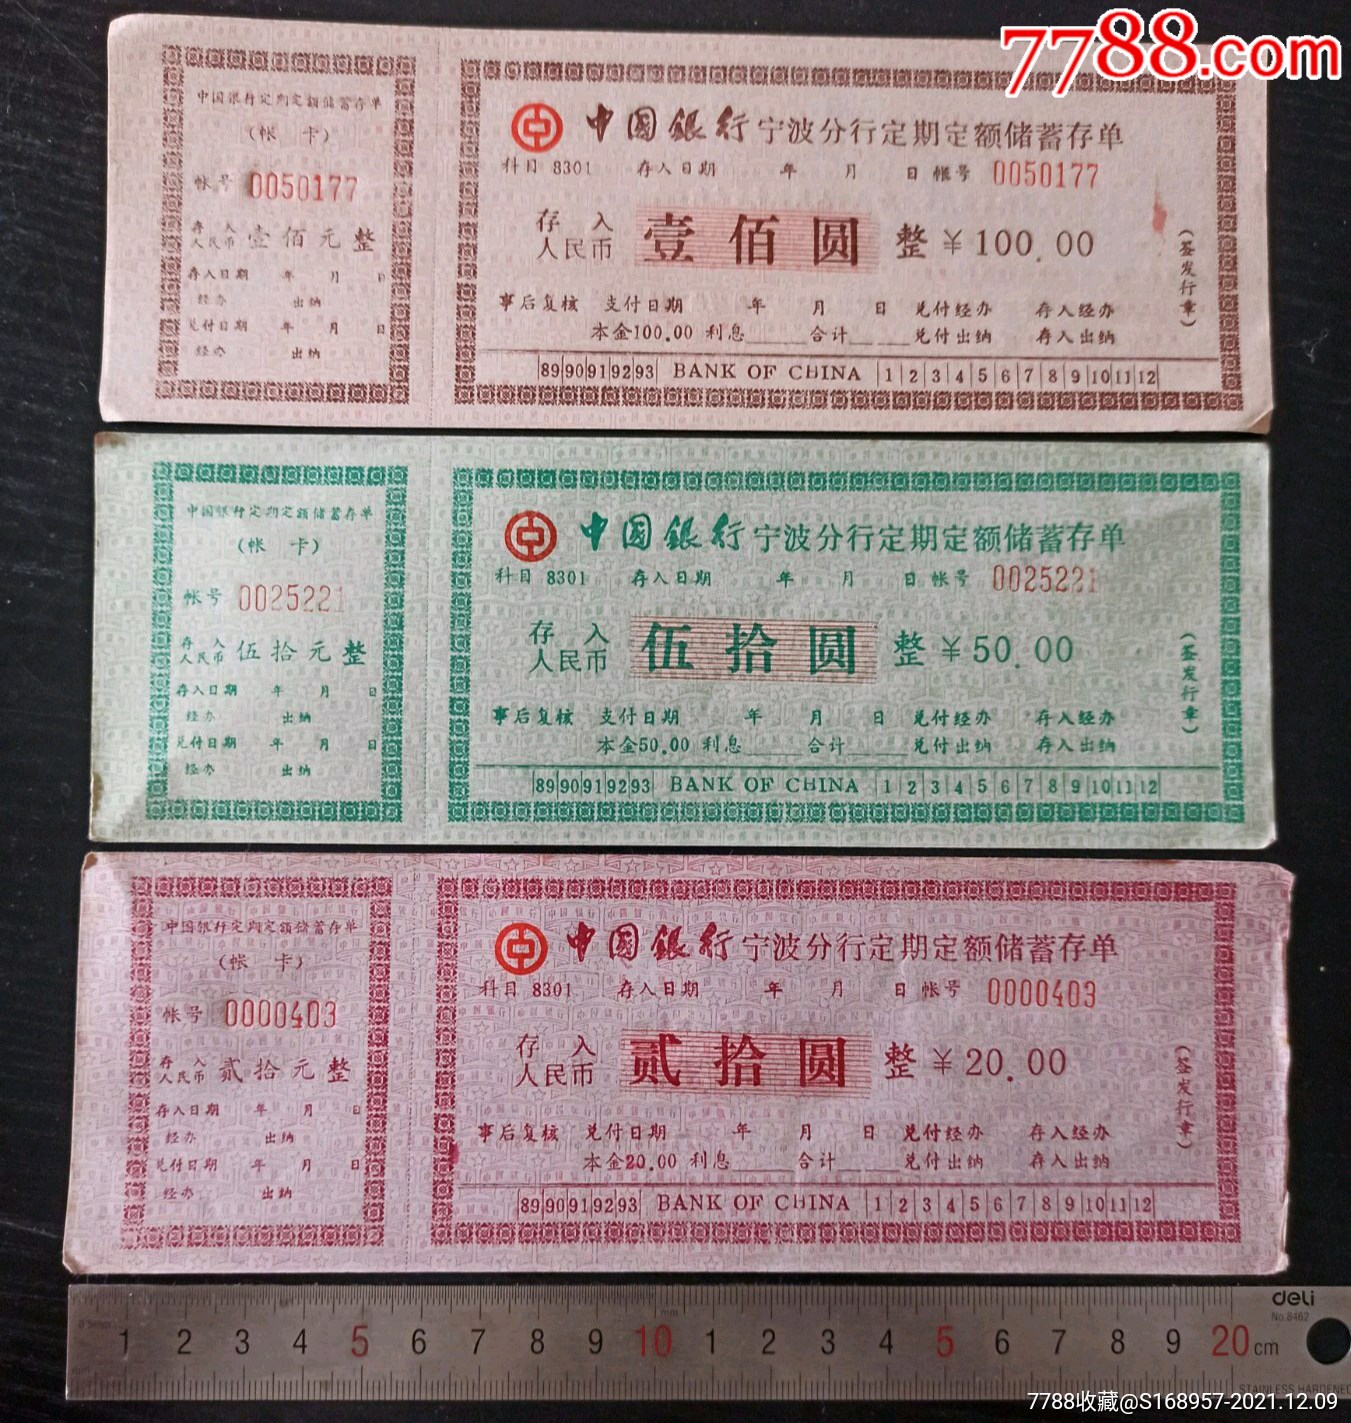 7788.com
中国银行定期定额储蓄存单
（帐 卡）
帐号 0050177
存入人民币 壹佰元整
存入日期 年 月 日
经办 出纳
兑付日期 年 月 日
经办 出纳
中國銀行宁波分行定期定额储蓄存单
科目 8301 存入日期 年 月 日 帐号 0050177
存入人民币 壹佰圆整 ¥100.00
（签发行章）
事后复核 支付日期 年 月 日 兑付经办 存入经办
本金100.00 利息 合计 兑付出纳 存入出纳
89 90 91 92 93 BANK OF CHINA 1 2 3 4 5 6 7 8 9 10 11 12
中国银行定期定额储蓄存单
（帐 卡）
帐号 0025221
存入人民币 伍拾元整
存入日期 年 月 日
经办 出纳
兑付日期 年 月 日
经办 出纳
中國銀行宁波分行定期定额储蓄存单
科目 8301 存入日期 年 月 日 帐号 0025221
存入人民币 伍拾圆整 ¥50.00
（签发行章）
事后复核 支付日期 年 月 日 兑付经办 存入经办
本金50.00 利息 合计 兑付出纳 存入出纳
89 90 91 92 93 BANK OF CHINA 1 2 3 4 5 6 7 8 9 10 11 12
中国银行定期定额储蓄存单
（帐 卡）
帐号 0000403
存入人民币 贰拾元整
存入日期 年 月 日
经办 出纳
兑付日期 年 月 日
经办 出纳
中國銀行宁波分行定期定额储蓄存单
科目 8301 存入日期 年 月 日 帐号 0000403
存入人民币 贰拾圆整 ¥20.00
（签发行章）
事后复核 兑付日期 年 月 日 兑付经办 存入经办
本金20.00 利息 合计 兑付出纳 存入出纳
89 90 91 92 93 BANK OF CHINA 1 2 3 4 5 6 7 8 9 10 11 12
deli
No.8462
mm
1 2 3 4 5 6 7 8 9 10 1 2 3 4 5 6 7 8 9 20 cm
STAINLESS HARDENED
7788收藏@S168957-2021.12.09